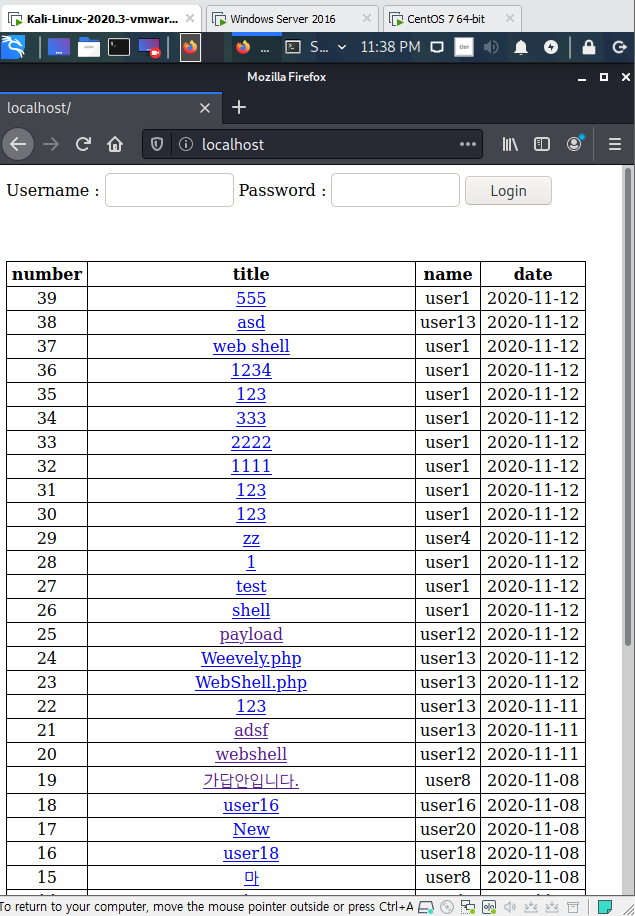 Kali-Linux-2020.3-vmwar... Windows Server 2016 CentOS 7 64-bit
... S... 11:38 PM Ctrl
Mozilla Firefox
localhost/
localhost
Username : Password : Login
number title name date
39 555 user1 2020-11-12
38 asd user13 2020-11-12
37 web shell user1 2020-11-12
36 1234 user1 2020-11-12
35 123 user1 2020-11-12
34 333 user1 2020-11-12
33 2222 user1 2020-11-12
32 1111 user1 2020-11-12
31 123 user1 2020-11-12
30 123 user1 2020-11-12
29 zz user4 2020-11-12
28 1 user1 2020-11-12
27 test user1 2020-11-12
26 shell user1 2020-11-12
25 payload user12 2020-11-12
24 Weevely.php user13 2020-11-12
23 WebShell.php user13 2020-11-12
22 123 user13 2020-11-11
21 adsf user13 2020-11-11
20 webshell user12 2020-11-11
19 가답안입니다. user8 2020-11-08
18 user16 user16 2020-11-08
17 New user20 2020-11-08
16 user18 user18 2020-11-08
15 마 user8 2020-11-08
To return to your computer, move the mouse pointer outside or press Ctrl+A